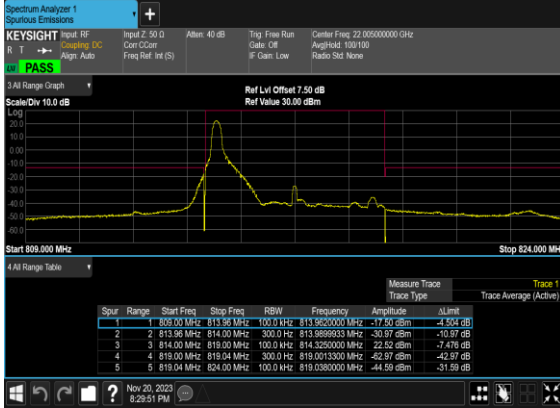 Spectrum Analyzer 1
Spurious Emissions
+
KEYSIGHT Input: RF Input Z: 50 Ω Atten: 40 dB Trig: Free Run Center Freq: 22.005000000 GHz
R T Coupling: DC Corr CCorr Gate: Off Avg|Hold: 100/100
Align: Auto Freq Ref: Int (S) IF Gain: Low Radio Std: None
LXI PASS
3 All Range Graph
Ref Lvl Offset 7.50 dB
Scale/Div 10.0 dB Ref Value 30.00 dBm
Log
20.0
10.0
0.00
-10.0
-20.0
-30.0
-40.0
-50.0
-60.0
Start 809.000 MHz Stop 824.000 MHz
4 All Range Table
Measure Trace Trace 1
Trace Type Trace Average (Active)
Spur Range Start Freq Stop Freq RBW Frequency Amplitude ΔLimit
1 1 809.00 MHz 813.96 MHz 100.0 kHz 813.9620000 MHz -17.50 dBm -4.504 dB
2 2 813.96 MHz 814.00 MHz 300.0 Hz 813.9899933 MHz -30.97 dBm -10.97 dB
3 3 814.00 MHz 819.00 MHz 100.0 kHz 814.3250000 MHz 22.52 dBm -7.476 dB
4 4 819.00 MHz 819.04 MHz 300.0 Hz 819.0013300 MHz -62.97 dBm -42.97 dB
5 5 819.04 MHz 824.00 MHz 100.0 kHz 819.0380000 MHz -44.59 dBm -31.59 dB
? Nov 20, 2023
8:29:51 PM